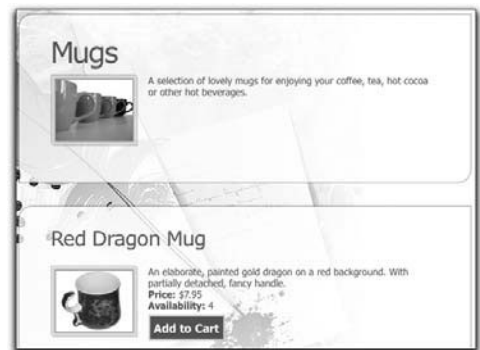 Mugs
A selection of lovely mugs for enjoying your coffee, tea, hot cocoa
or other hot beverages.
Red Dragon Mug
An elaborate, painted gold dragon on a red background. With
partially detached, fancy handle.
Price: $7.95
Availability: 4
Add to Cart